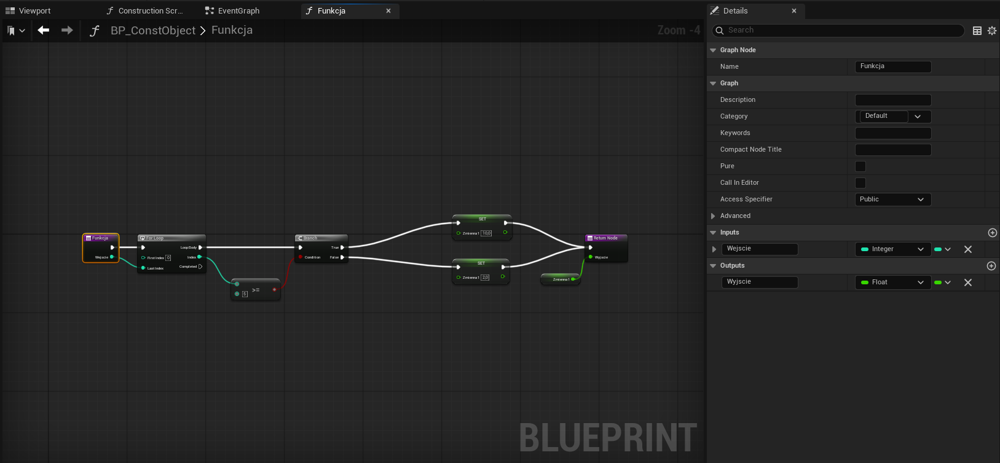 Viewport
Construction Scr...
EventGraph
Funkcja
Details
BP_ConstObject > Funkcja
Zoom -4
Search
Graph Node
Name
Funkcja
Graph
Description
Category
Default
Keywords
Compact Node Title
Pure
Call In Editor
Access Specifier
Public
Advanced
Inputs
Wejscie
Integer
Outputs
Wyjscie
Float
Funkcja
Wejscie
For Loop
Loop Body
First Index 0
Index
Last Index
Completed
>=
5
Branch
True
Condition
False
SET
Zmienna1 10,0
SET
Zmienna1 2,0
Zmienna1
Return Node
Wyjscie
BLUEPRINT